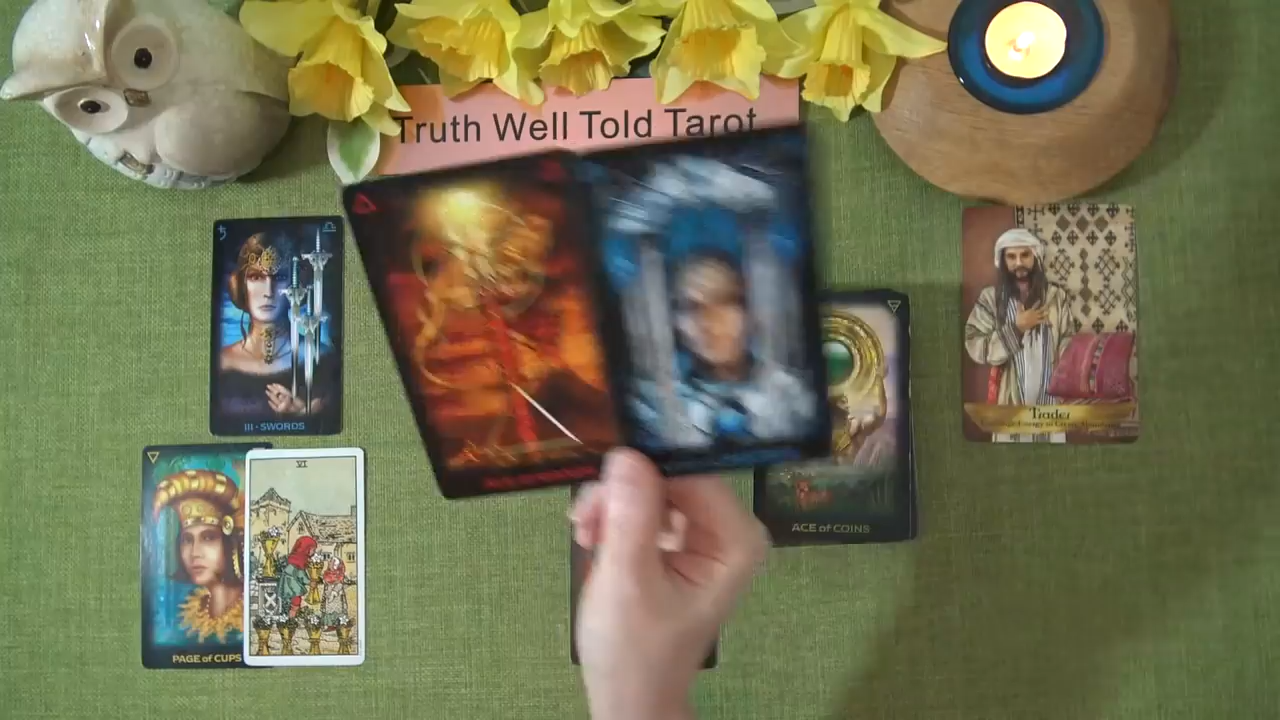 Truth Well Told Tarot
III · SWORDS
Trader
ACE of COINS
VI
PAGE of CUPS